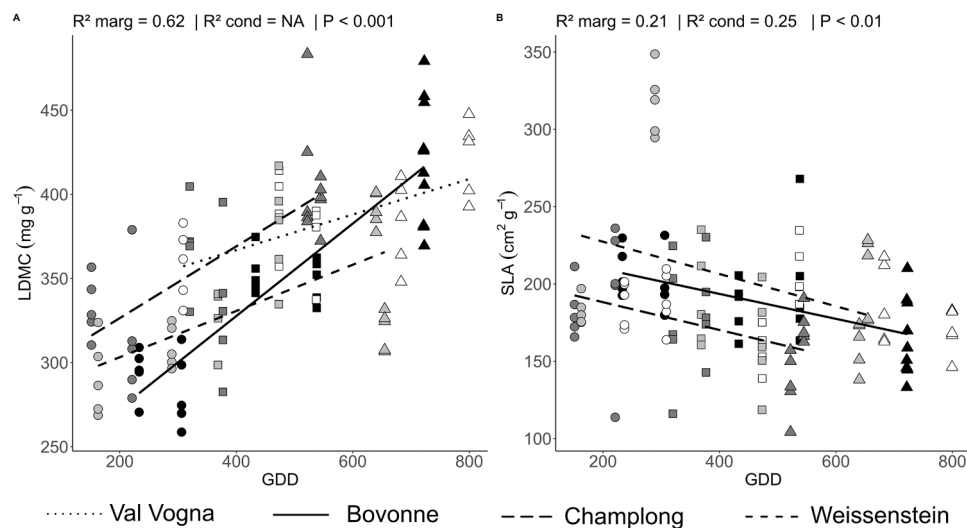 A
R² marg = 0.62 | R² cond = NA | P < 0.001
LDMC (mg g⁻¹)
450
400
350
300
200
400
600
800
GDD
B
R² marg = 0.21 | R² cond = 0.25 | P < 0.01
SLA (cm² g⁻¹)
350
300
250
200
150
100
200
400
600
800
GDD
Val Vogna
Bovonne
Champlong
Weissenstein